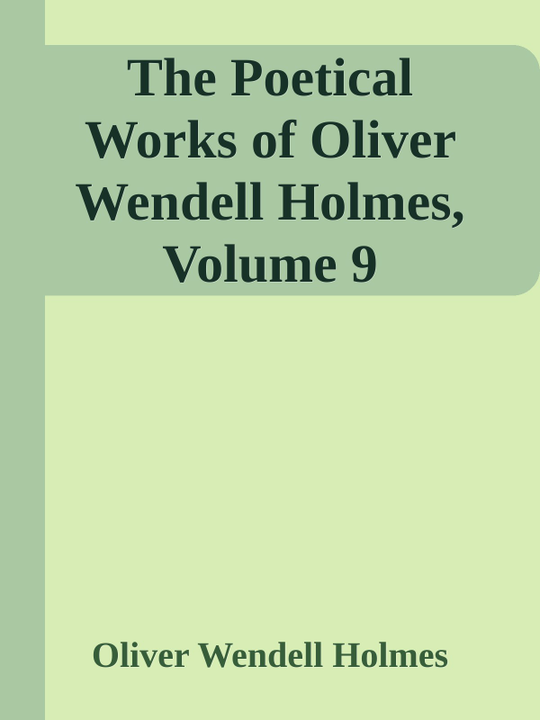 The Poetical
Works of Oliver
Wendell Holmes,
Volume 9
Oliver Wendell Holmes